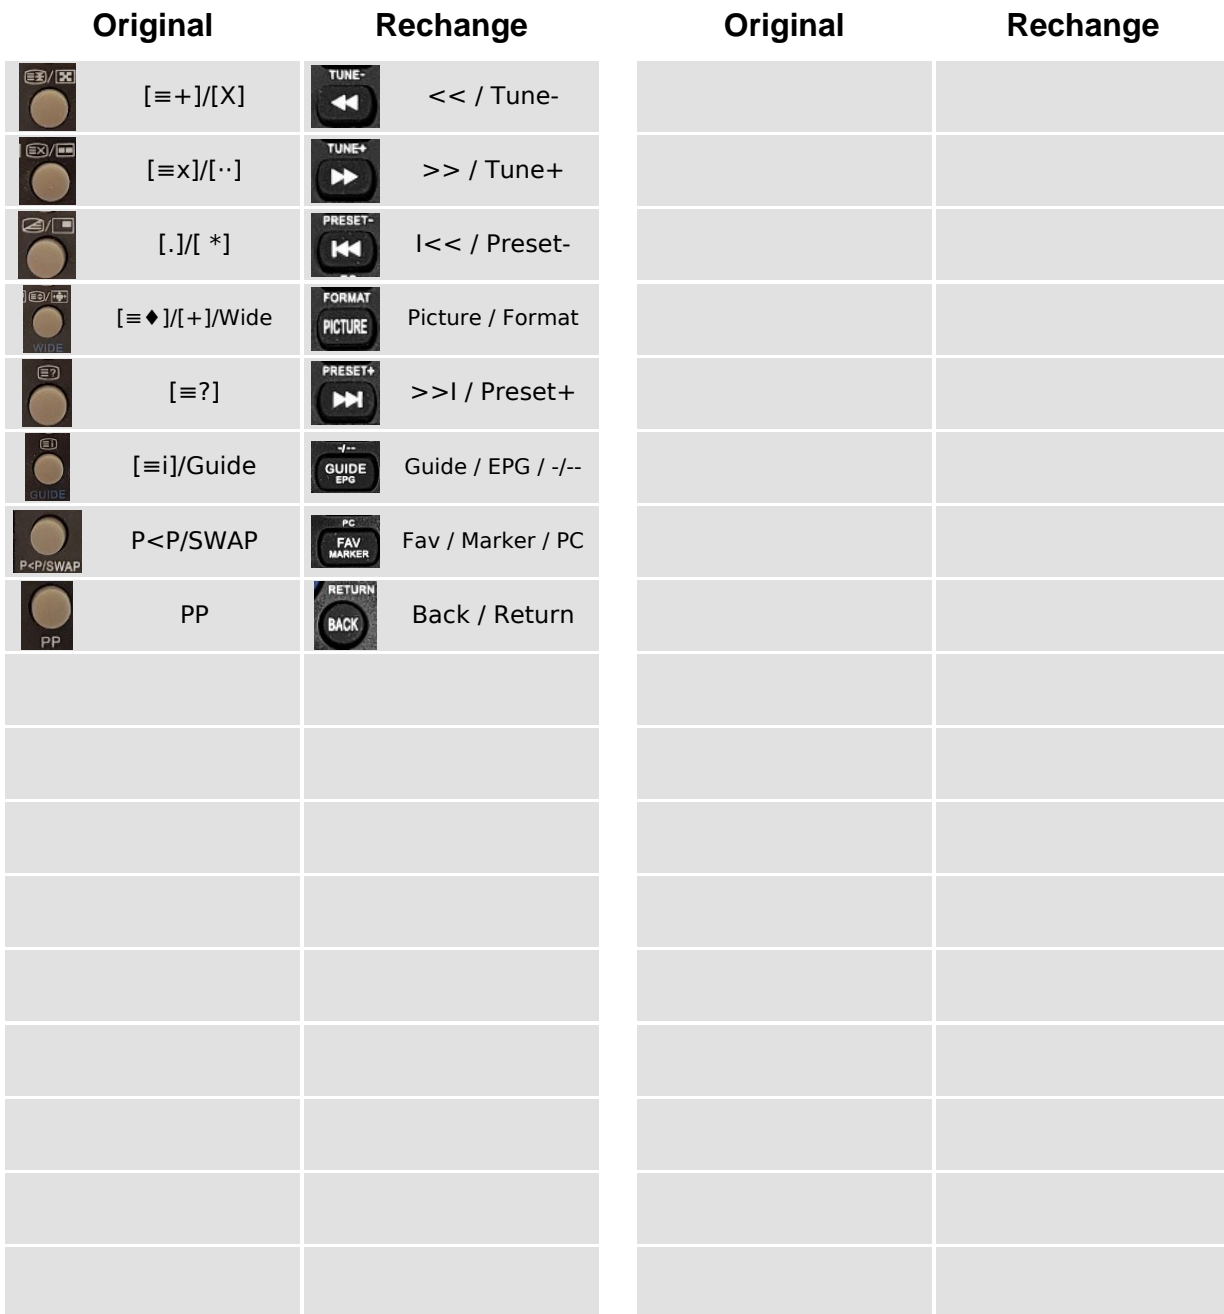 Original Rechange Original Rechange
[≡+]/[X] TUNE- << / Tune-
[≡x]/[··] TUNE+ >> / Tune+
[.]/[ *] PRESET- I<< / Preset-
WIDE [≡♦]/[+]/Wide FORMAT PICTURE Picture / Format
[≡?] PRESET+ >>I / Preset+
GUIDE [≡i]/Guide -/-- GUIDE EPG Guide / EPG / -/--
P<P/SWAP P<P/SWAP PC FAV MARKER Fav / Marker / PC
PP PP RETURN BACK Back / Return